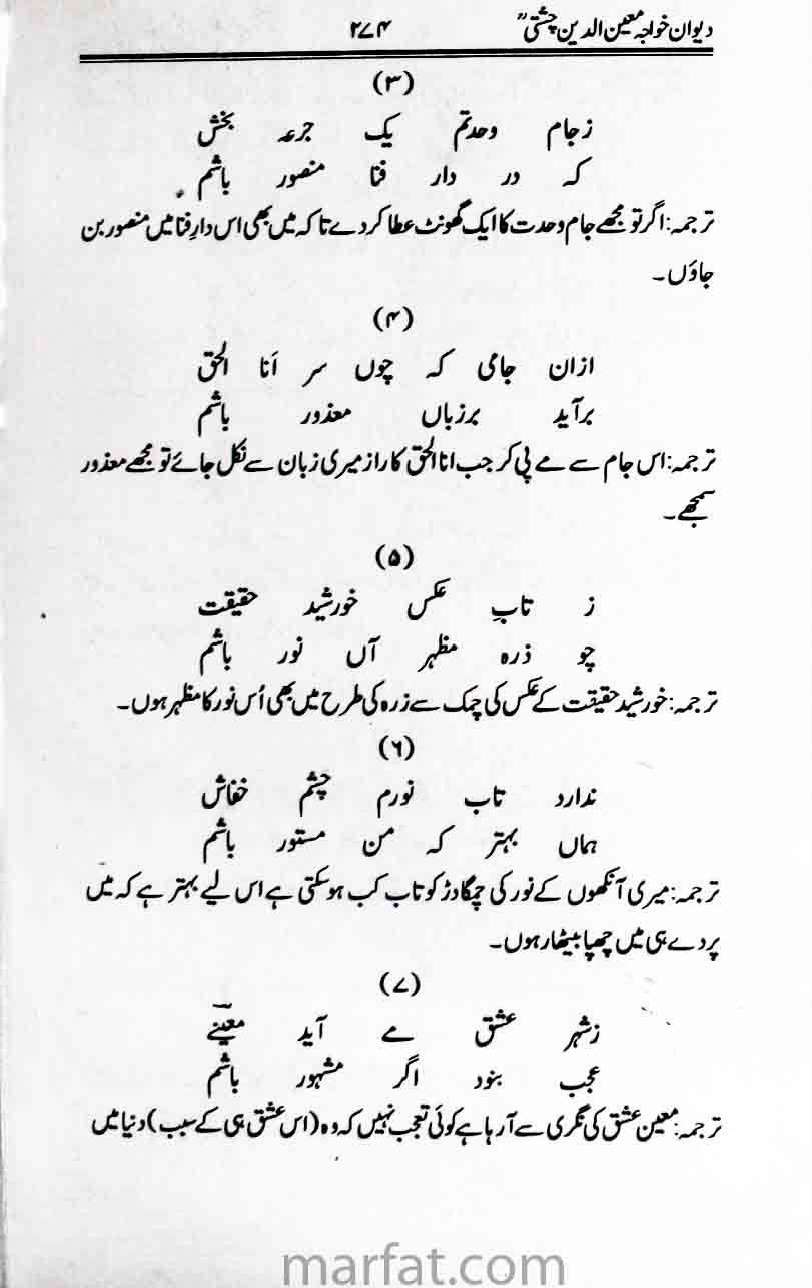 دیوان خواجہ معین الدین چشتیؒ ۲۷۴
(۳)
زجام وحدتم یک جرعہ بخش
کہ در دار فنا منصور باشم
ترجمہ: اگر تو مجھے جام وحدت کا ایک گھونٹ عطا کر دے تا کہ میں بھی اس دارِ فنا میں منصور بن
جاؤں۔
(۴)
ازان جامی کہ چوں سر اَنا الحق
برآید برزباں معذور باشم
ترجمہ: اس جام سے مے پی کر جب انا الحق کا راز میری زبان سے نکل جائے تو مجھے معذور
سمجھے۔
(۵)
ز تابِ عکس خورشید حقیقت
چو ذرہ مظہر آں نور باشم
ترجمہ: خورشید حقیقت کے عکس کی چمک سے زرہ کی طرح میں بھی اُس نور کا مظہر ہوں۔
(۶)
ندارد تاب نورم چشم خفاش
ہماں بہتر کہ من مستور باشم
ترجمہ: میری آنکھوں کے نور کی چمگادڑ کو تاب کب ہوسکتی ہے اس لیے بہتر ہے کہ میں
پردے ہی میں چھپا بیٹھا رہوں۔
(۷)
زشہر عشق مے آید معینے
عجب بنود اگر مشہور باشم
ترجمہ: معین عشق کی نگری سے آرہا ہے کوئی تعجب نہیں کہ وہ (اس عشق ہی کے سبب) دنیا میں
marfat.com